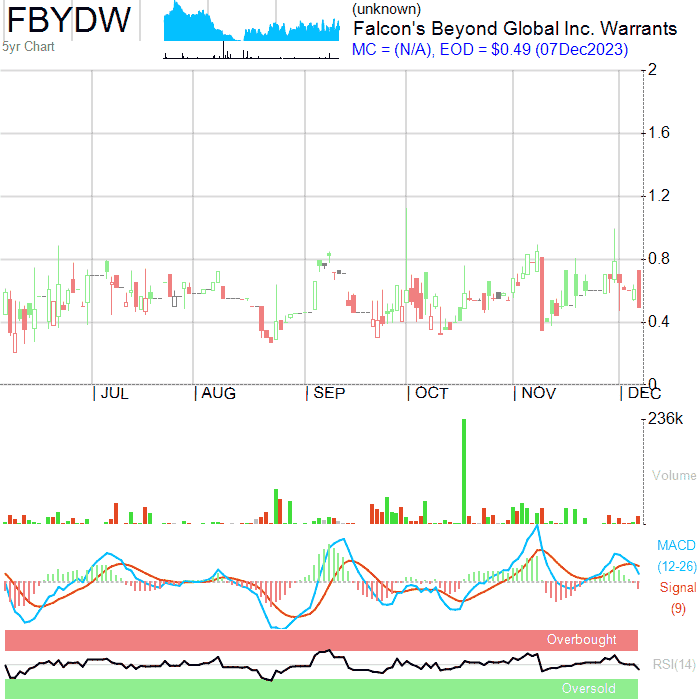 FBYDW
5yr Chart
(unknown)
Falcon's Beyond Global Inc. Warrants
MC = (N/A), EOD = $0.49 (07Dec2023)
2
1.6
1.2
0.8
0.4
0
JUL AUG SEP OCT NOV DEC
236k
Volume
MACD
(12-26)
Signal
(9)
Overbought
RSI(14)
Oversold